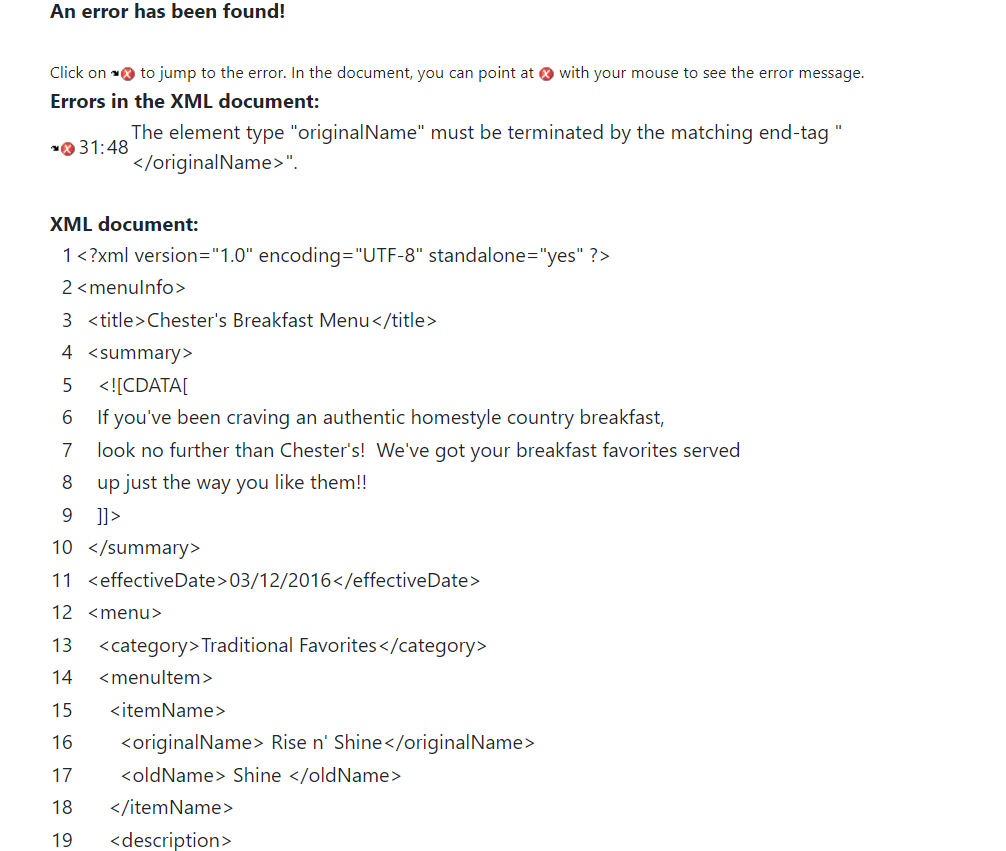 An error has been found!
Click on to jump to the error. In the document, you can point at with your mouse to see the error message.
Errors in the XML document:
31:48 The element type "originalName" must be terminated by the matching end-tag "
</originalName>".
XML document:
1 <?xml version="1.0" encoding="UTF-8" standalone="yes" ?>
2 <menuInfo>
3 <title>Chester's Breakfast Menu</title>
4 <summary>
5 <![CDATA[
6 If you've been craving an authentic homestyle country breakfast,
7 look no further than Chester's!  We've got your breakfast favorites served
8 up just the way you like them!!
9 ]]>
10 </summary>
11 <effectiveDate>03/12/2016</effectiveDate>
12 <menu>
13 <category>Traditional Favorites</category>
14 <menuItem>
15 <itemName>
16 <originalName> Rise n' Shine</originalName>
17 <oldName> Shine </oldName>
18 </itemName>
19 <description>